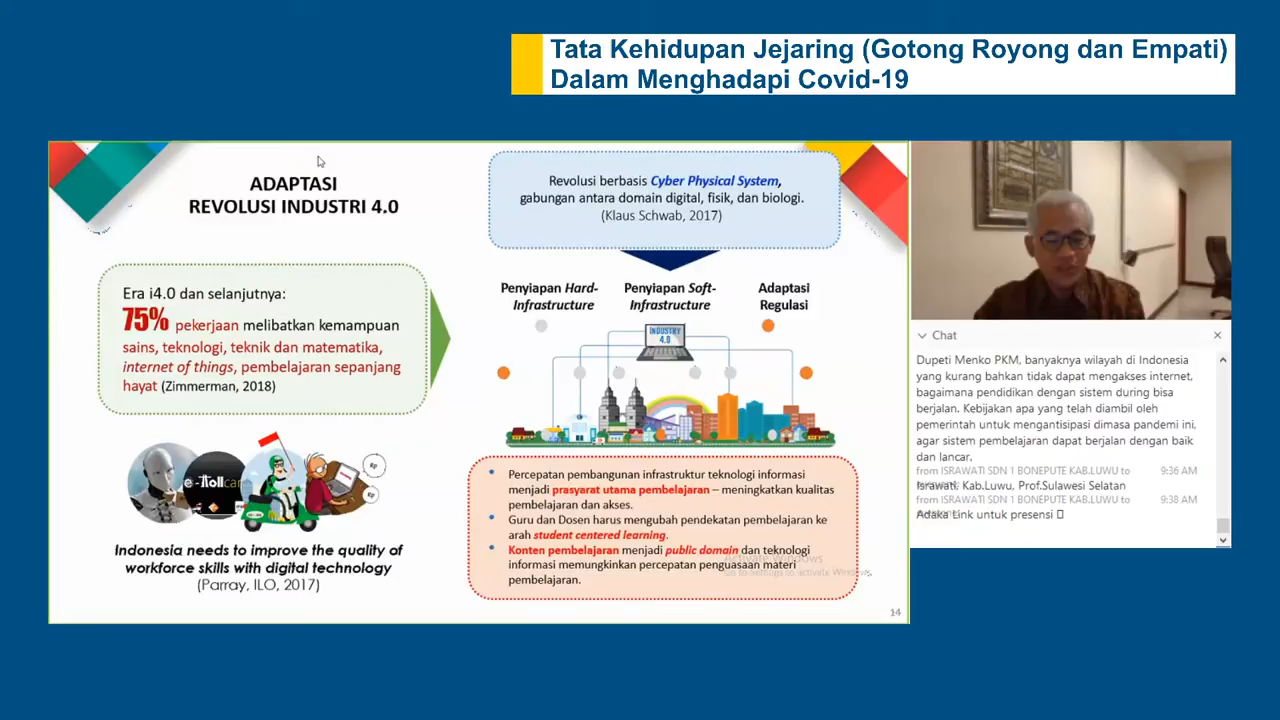 Tata Kehidupan Jejaring (Gotong Royong dan Empati)
Dalam Menghadapi Covid-19
ADAPTASI
REVOLUSI INDUSTRI 4.0
Revolusi berbasis Cyber Physical System,
gabungan antara domain digital, fisik, dan biologi.
(Klaus Schwab, 2017)
Era i4.0 dan selanjutnya:
75% pekerjaan melibatkan kemampuan
sains, teknologi, teknik dan matematika,
internet of things, pembelajaran sepanjang
hayat (Zimmerman, 2018)
Penyiapan Hard-
Infrastructure
Penyiapan Soft-
Infrastructure
Adaptasi
Regulasi
INDUSTRY
4.0
e-Tollcard
Indonesia needs to improve the quality of
workforce skills with digital technology
(Parray, ILO, 2017)
• Percepatan pembangunan infrastruktur teknologi informasi
menjadi prasyarat utama pembelajaran – meningkatkan kualitas
pembelajaran dan akses.
• Guru dan Dosen harus mengubah pendekatan pembelajaran ke
arah student centered learning.
• Konten pembelajaran menjadi public domain dan teknologi
informasi memungkinkan percepatan penguasaan materi
pembelajaran.
Activate Windows
Go to Settings to activate Windows.
14
Chat
Dupeti Menko PKM, banyaknya wilayah di Indonesia
yang kurang bahkan tidak dapat mengakses internet,
bagaimana pendidikan dengan sistem during bisa
berjalan. Kebijakan apa yang telah diambil oleh
pemerintah untuk mengantisipasi dimasa pandemi ini,
agar sistem pembelajaran dapat berjalan dengan baik
dan lancar.
from ISRAWATI SDN 1 BONEPUTE KAB.LUWU to 9:36 AM
Israwati, Kab.Luwu, Prof.Sulawesi Selatan
from ISRAWATI SDN 1 BONEPUTE KAB.LUWU to 9:38 AM
Adaka Link untuk presensi